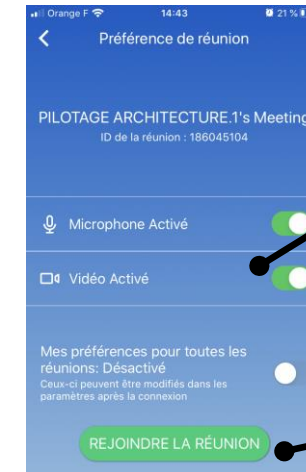 Orange F 14:43 21 %
Préférence de réunion
PILOTAGE ARCHITECTURE.1's Meeting
ID de la réunion : 186045104
Microphone Activé
Vidéo Activé
Mes préférences pour toutes les
réunions: Désactivé
Ceux-ci peuvent être modifiés dans les
paramètres après la connexion
REJOINDRE LA RÉUNION